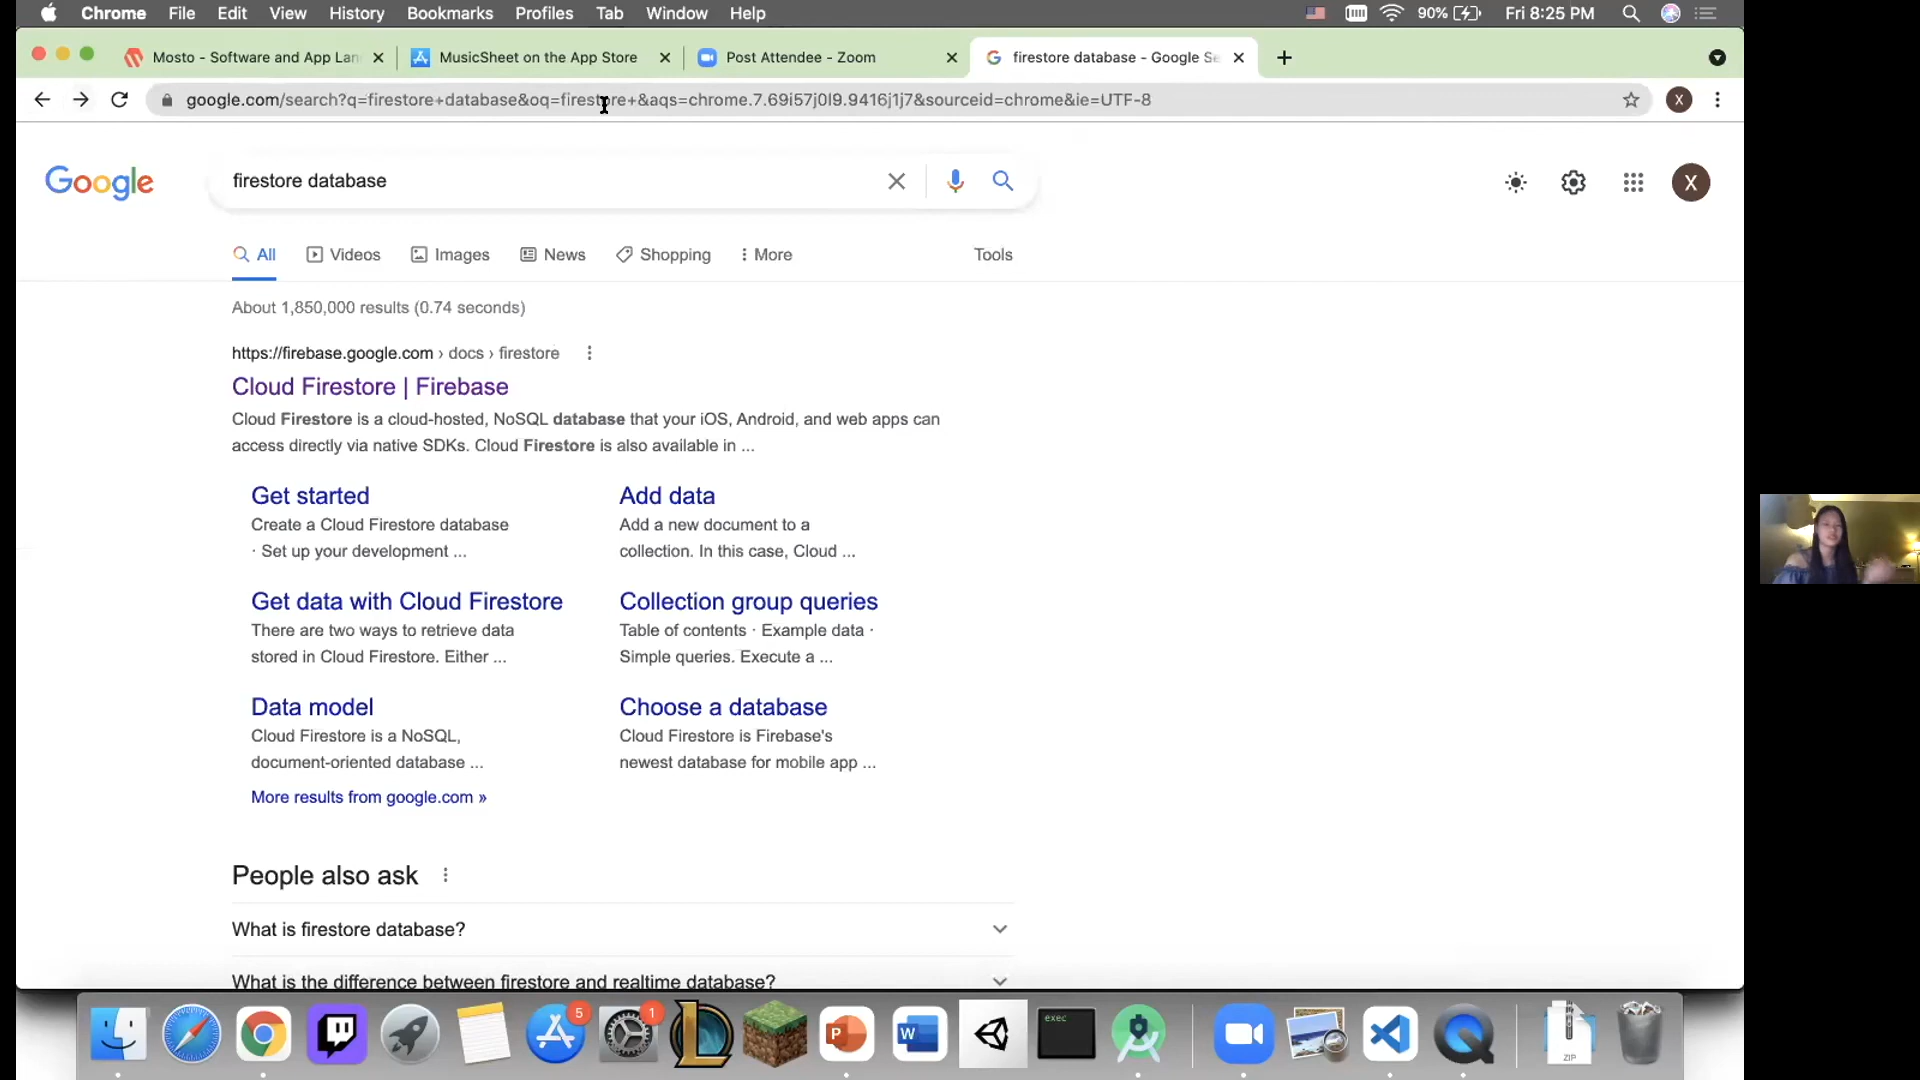 Chrome File Edit View History Bookmarks Profiles Tab Window Help 90% Fri 8:25 PM
Mosto - Software and App Lan MusicSheet on the App Store Post Attendee - Zoom firestore database - Google Se
google.com/search?q=firestore+database&oq=firestore+&aqs=chrome.7.69i57j0l9.9416j1j7&sourceid=chrome&ie=UTF-8 X
Google firestore database X
All Videos Images News Shopping More Tools
About 1,850,000 results (0.74 seconds)
https://firebase.google.com › docs › firestore
Cloud Firestore | Firebase
Cloud Firestore is a cloud-hosted, NoSQL database that your iOS, Android, and web apps can
access directly via native SDKs. Cloud Firestore is also available in ...
Get started
Create a Cloud Firestore database
· Set up your development ...
Add data
Add a new document to a
collection. In this case, Cloud ...
Get data with Cloud Firestore
There are two ways to retrieve data
stored in Cloud Firestore. Either ...
Collection group queries
Table of contents · Example data ·
Simple queries. Execute a ...
Data model
Cloud Firestore is a NoSQL,
document-oriented database ...
Choose a database
Cloud Firestore is Firebase's
newest database for mobile app ...
More results from google.com »
People also ask
What is firestore database?
What is the difference between firestore and realtime database?
5
1
P
W
exec
ZIP